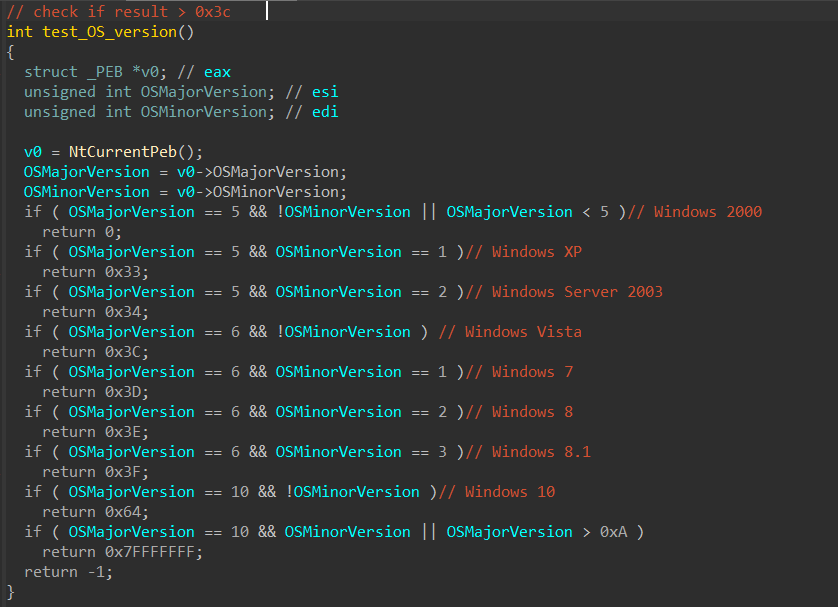 // check if result > 0x3c
int test_OS_version()
{
  struct _PEB *v0; // eax
  unsigned int OSMajorVersion; // esi
  unsigned int OSMinorVersion; // edi

  v0 = NtCurrentPeb();
  OSMajorVersion = v0->OSMajorVersion;
  OSMinorVersion = v0->OSMinorVersion;
  if ( OSMajorVersion == 5 && !OSMinorVersion || OSMajorVersion < 5 )// Windows 2000
    return 0;
  if ( OSMajorVersion == 5 && OSMinorVersion == 1 )// Windows XP
    return 0x33;
  if ( OSMajorVersion == 5 && OSMinorVersion == 2 )// Windows Server 2003
    return 0x34;
  if ( OSMajorVersion == 6 && !OSMinorVersion ) // Windows Vista
    return 0x3C;
  if ( OSMajorVersion == 6 && OSMinorVersion == 1 )// Windows 7
    return 0x3D;
  if ( OSMajorVersion == 6 && OSMinorVersion == 2 )// Windows 8
    return 0x3E;
  if ( OSMajorVersion == 6 && OSMinorVersion == 3 )// Windows 8.1
    return 0x3F;
  if ( OSMajorVersion == 10 && !OSMinorVersion )// Windows 10
    return 0x64;
  if ( OSMajorVersion == 10 && OSMinorVersion || OSMajorVersion > 0xA )
    return 0x7FFFFFFF;
  return -1;
}